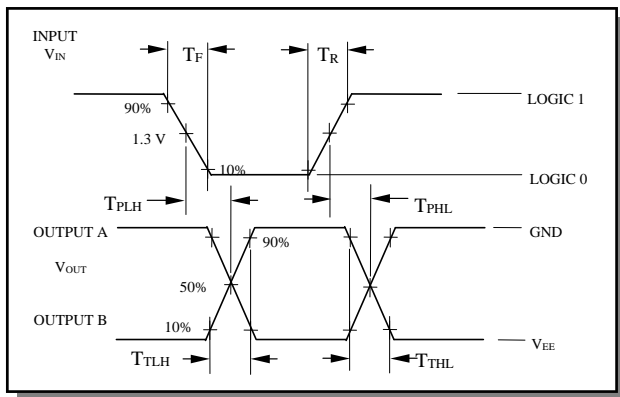 INPUT
VIN
TF
TR
90%
LOGIC 1
1.3 V
10%
LOGIC 0
TPLH
TPHL
OUTPUT A
GND
90%
VOUT
50%
OUTPUT B
10%
VEE
TTLH
TTHL